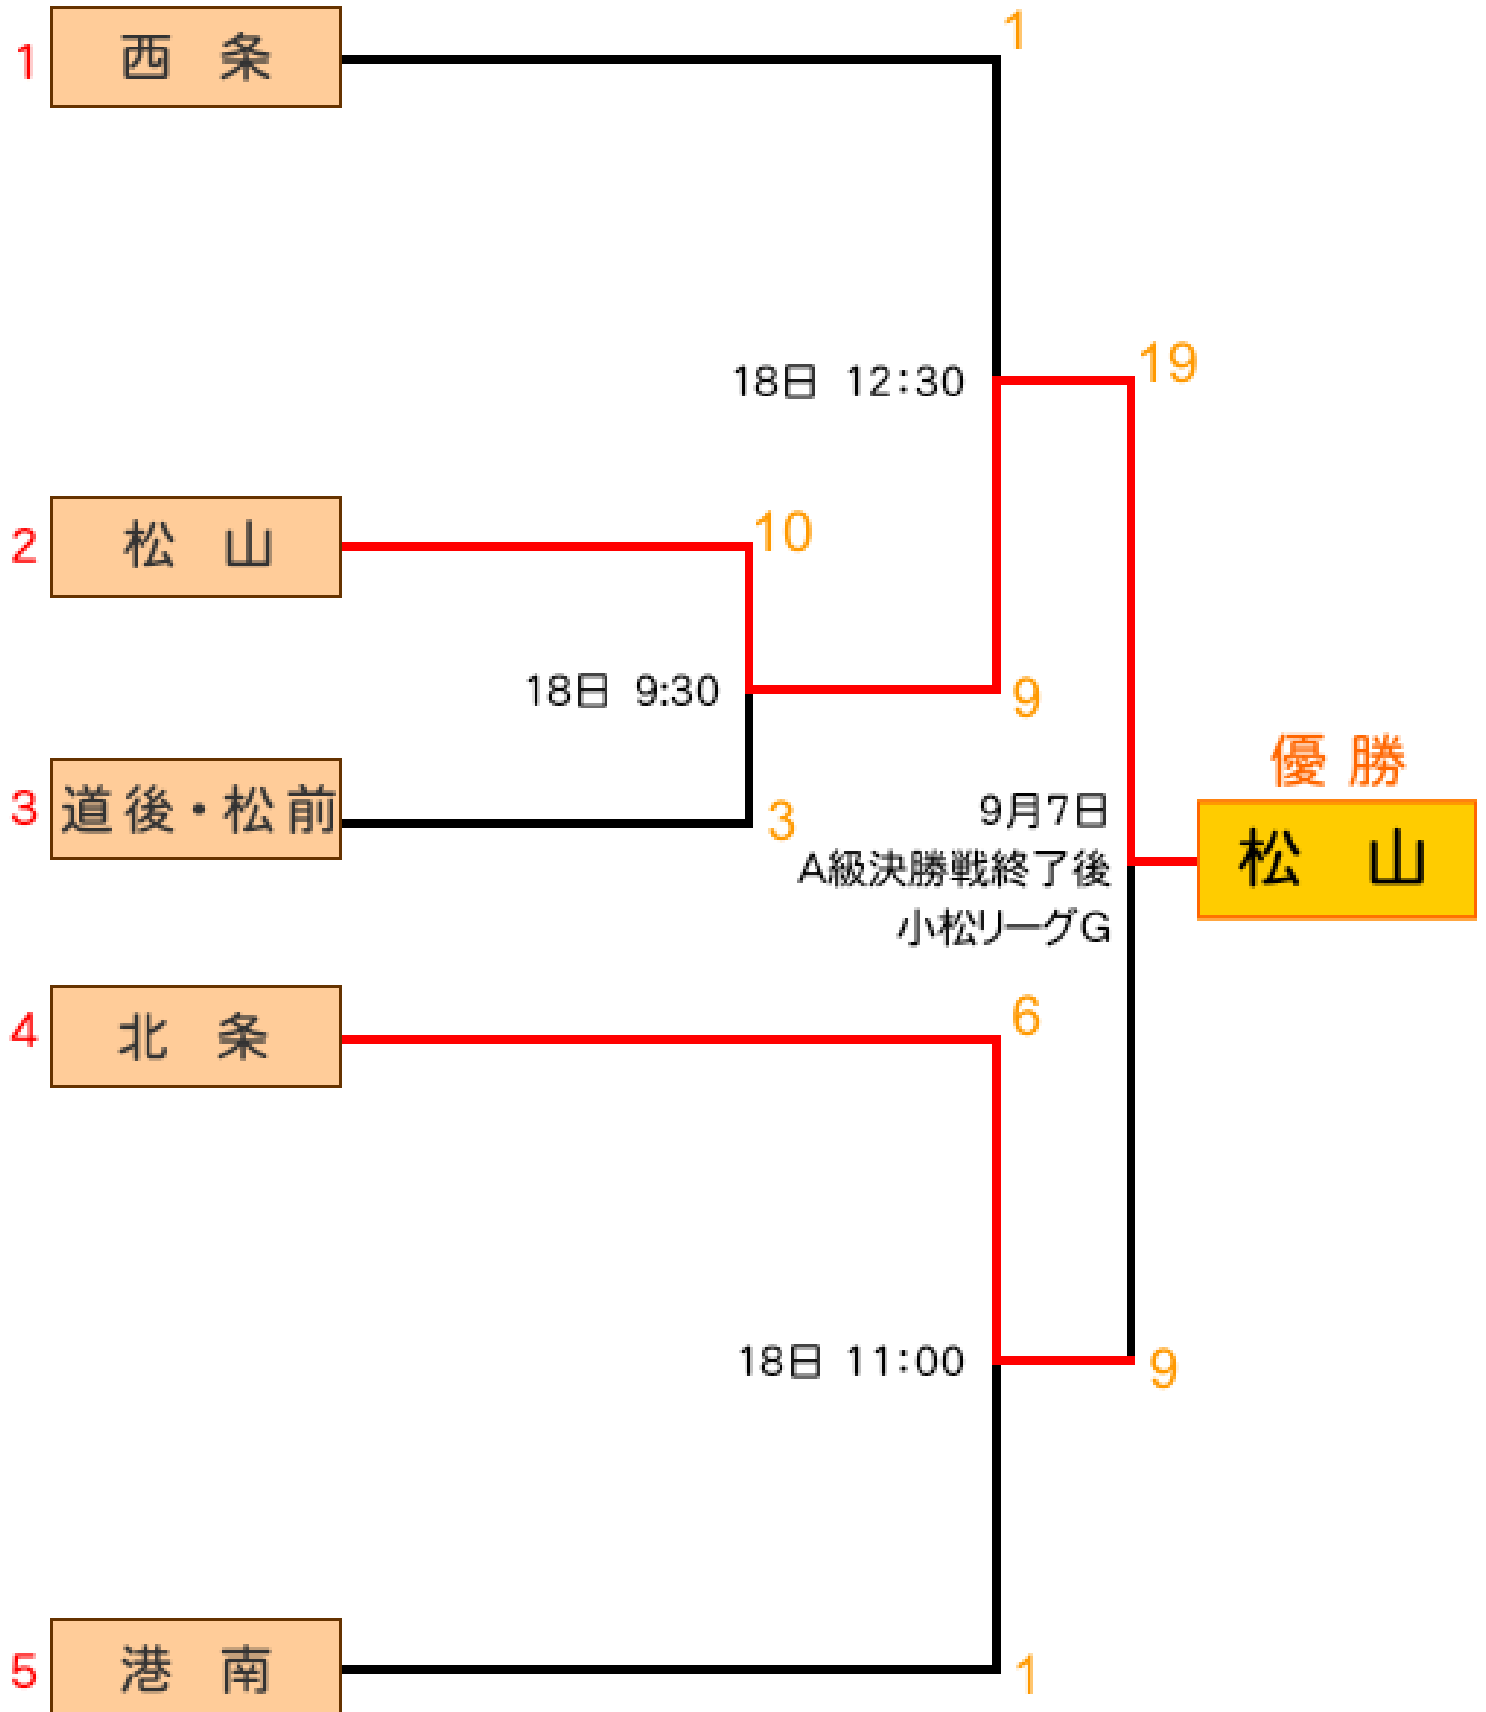 1
1 西 条
18日 12:30
19
2 松 山
10
18日 9:30
9
優勝
3 道後・松前
3
9月7日
松 山
A級決勝戦終了後
小松リーグG
4 北 条
6
18日 11:00
9
5 港 南
1